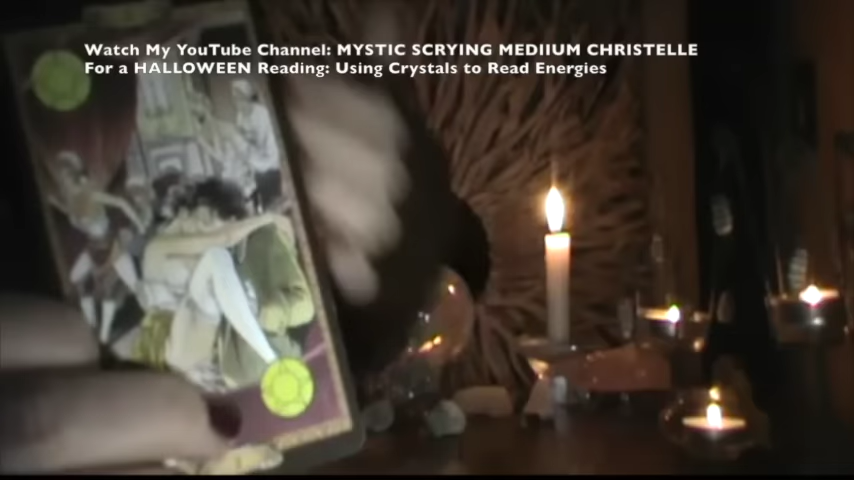 Watch My YouTube Channel: MYSTIC SCRYING MEDIIUM CHRISTELLE
For a HALLOWEEN Reading: Using Crystals to Read Energies